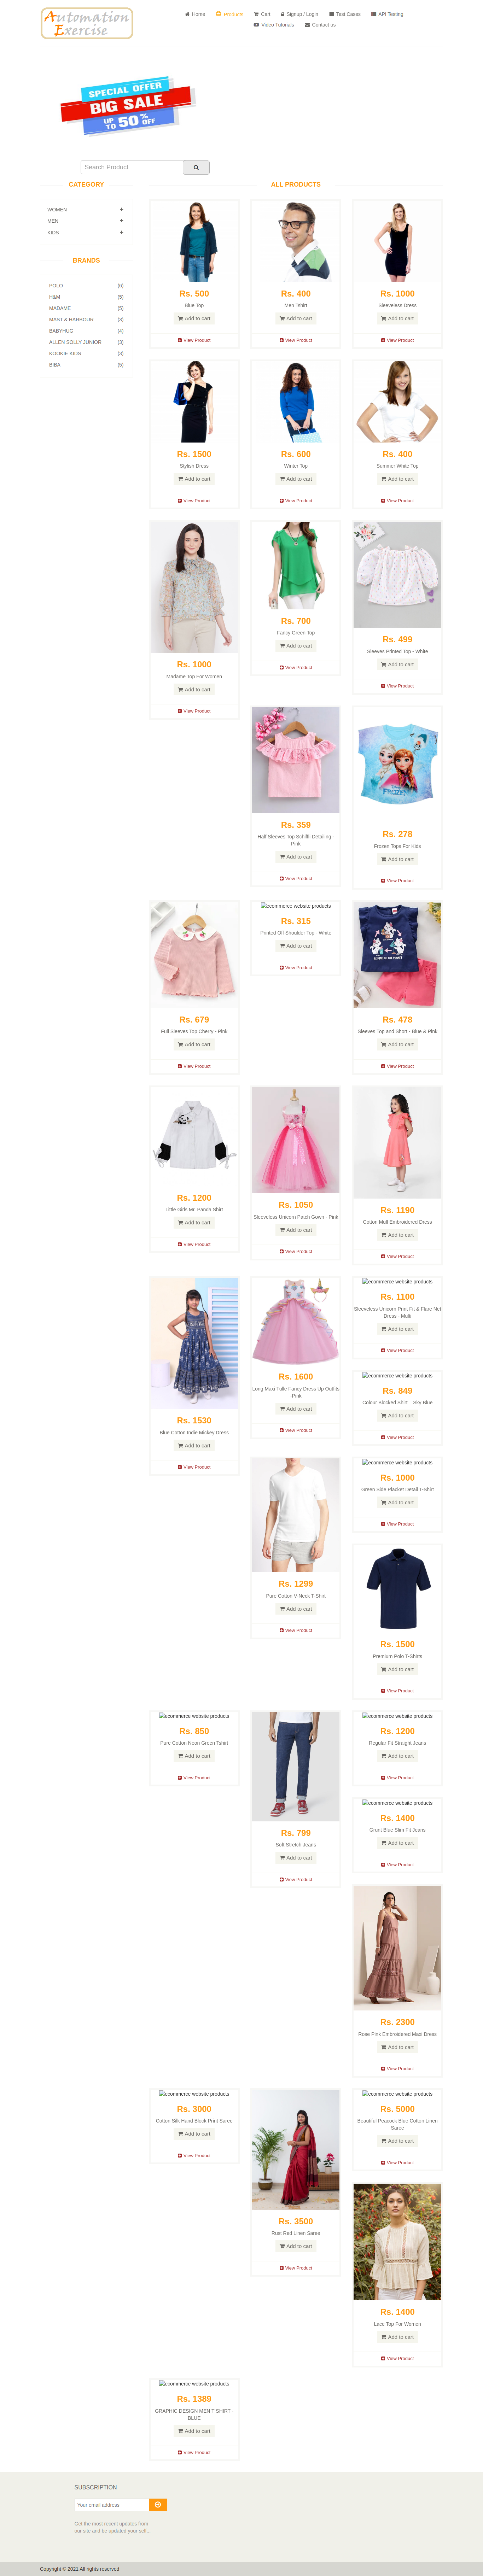 Automation
Exercise
Home
Products
Cart
Signup / Login
Test Cases
API Testing
Video Tutorials
Contact us
SPECIAL OFFER
BIG SALE
UP TO 50% OFF
Search Product
CATEGORY
WOMEN
MEN
KIDS
BRANDS
POLO (6)
H&M (5)
MADAME (5)
MAST & HARBOUR (3)
BABYHUG (4)
ALLEN SOLLY JUNIOR (3)
KOOKIE KIDS (3)
BIBA (5)
ALL PRODUCTS
Rs. 500
Blue Top
Add to cart
View Product
Rs. 400
Men Tshirt
Add to cart
View Product
Rs. 1000
Sleeveless Dress
Add to cart
View Product
Rs. 1500
Stylish Dress
Add to cart
View Product
Rs. 600
Winter Top
Add to cart
View Product
Rs. 400
Summer White Top
Add to cart
View Product
Rs. 1000
Madame Top For Women
Add to cart
View Product
Rs. 700
Fancy Green Top
Add to cart
View Product
Rs. 499
Sleeves Printed Top - White
Add to cart
View Product
Rs. 359
Half Sleeves Top Schiffli Detailing -
Pink
Add to cart
View Product
Rs. 278
Frozen Tops For Kids
Add to cart
View Product
Rs. 679
Full Sleeves Top Cherry - Pink
Add to cart
View Product
ecommerce website products
Rs. 315
Printed Off Shoulder Top - White
Add to cart
View Product
Rs. 478
Sleeves Top and Short - Blue & Pink
Add to cart
View Product
Rs. 1200
Little Girls Mr. Panda Shirt
Add to cart
View Product
Rs. 1050
Sleeveless Unicorn Patch Gown - Pink
Add to cart
View Product
Rs. 1190
Cotton Mull Embroidered Dress
Add to cart
View Product
Rs. 1530
Blue Cotton Indie Mickey Dress
Add to cart
View Product
Rs. 1600
Long Maxi Tulle Fancy Dress Up Outfits
-Pink
Add to cart
View Product
ecommerce website products
Rs. 1100
Sleeveless Unicorn Print Fit & Flare Net
Dress - Multi
Add to cart
View Product
ecommerce website products
Rs. 849
Colour Blocked Shirt – Sky Blue
Add to cart
View Product
Rs. 1299
Pure Cotton V-Neck T-Shirt
Add to cart
View Product
ecommerce website products
Rs. 1000
Green Side Placket Detail T-Shirt
Add to cart
View Product
Rs. 1500
Premium Polo T-Shirts
Add to cart
View Product
ecommerce website products
Rs. 850
Pure Cotton Neon Green Tshirt
Add to cart
View Product
Rs. 799
Soft Stretch Jeans
Add to cart
View Product
ecommerce website products
Rs. 1200
Regular Fit Straight Jeans
Add to cart
View Product
ecommerce website products
Rs. 1400
Grunt Blue Slim Fit Jeans
Add to cart
View Product
Rs. 2300
Rose Pink Embroidered Maxi Dress
Add to cart
View Product
ecommerce website products
Rs. 3000
Cotton Silk Hand Block Print Saree
Add to cart
View Product
Rs. 3500
Rust Red Linen Saree
Add to cart
View Product
ecommerce website products
Rs. 5000
Beautiful Peacock Blue Cotton Linen
Saree
Add to cart
View Product
Rs. 1400
Lace Top For Women
Add to cart
View Product
ecommerce website products
Rs. 1389
GRAPHIC DESIGN MEN T SHIRT -
BLUE
Add to cart
View Product
SUBSCRIPTION
Your email address
Get the most recent updates from
our site and be updated your self...
Copyright © 2021 All rights reserved